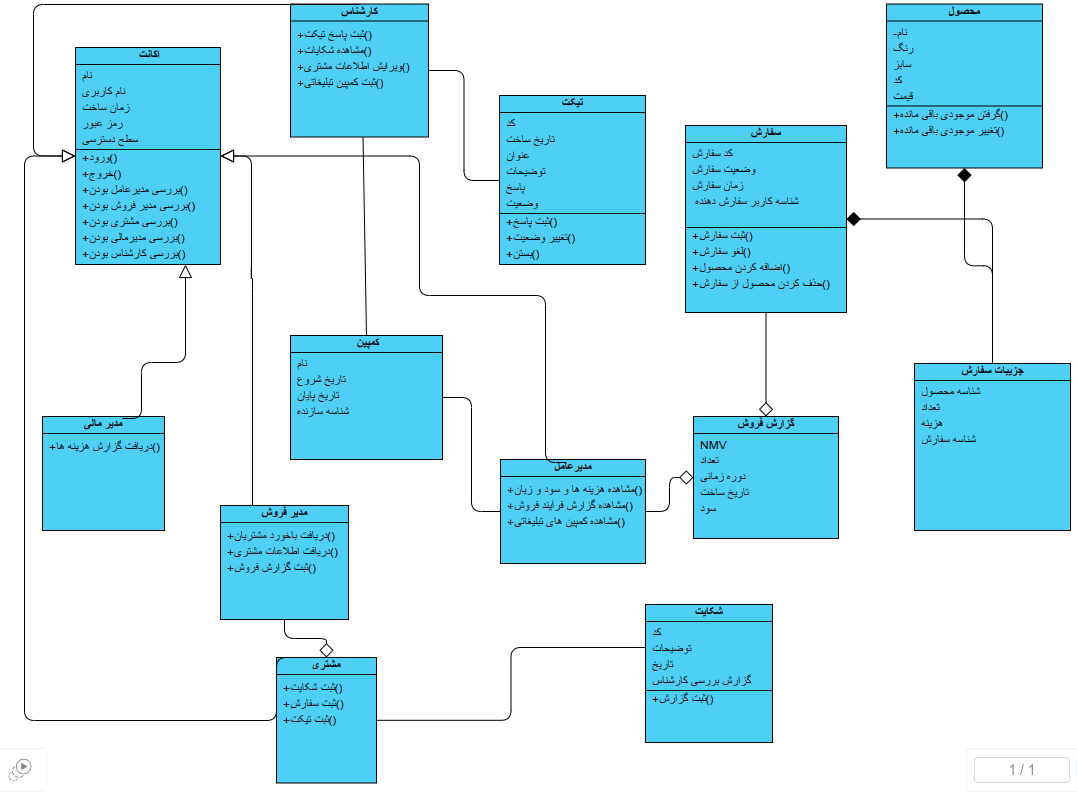 کارشناس
+ثبت پاسخ تیکت()
+مشاهده شکایات()
+ویرایش اطلاعات مشتری()
+ثبت کمپین تبلیغاتی()
اکانت
نام
نام کاربری
زمان ساخت
رمز عبور
سطح دسترسی
+ورود()
+خروج()
+بررسی مدیرعامل بودن()
+بررسی مدیر فروش بودن()
+بررسی مشتری بودن()
+بررسی مدیرمالی بودن()
+بررسی کارشناس بودن()
تیکت
کد
تاریخ ساخت
عنوان
توضیحات
پاسخ
وضعیت
+ثبت پاسخ()
+تغییر وضعیت()
+بستن()
سفارش
کد سفارش
وضعیت سفارش
زمان سفارش
شناسه کاربر سفارش دهنده
+ثبت سفارش()
+لغو سفارش()
+اضافه کردن محصول()
+حذف کردن محصول از سفارش()
محصول
-نام
رنگ
سایز
کد
قیمت
+گرفتن موجودی باقی مانده()
+تغییر موجودی باقی مانده()
کمپین
نام
تاریخ شروع
تاریخ پایان
شناسه سازنده
جزییات سفارش
شناسه محصول
تعداد
هزینه
شناسه سفارش
مدیر مالی
+دریافت گزارش هزینه ها()
گزارش فروش
NMV
تعداد
دوره زمانی
تاریخ ساخت
سود
مدیرعامل
+مشاهده هزینه ها و سود و زیان()
+مشاهده گزارش فرآیند فروش()
+مشاهده کمپین های تبلیغاتی()
مدیر فروش
+دریافت باخورد مشتریان()
+دریافت اطلاعات مشتری()
+ثبت گزارش فروش()
شکایت
کد
توضیحات
تاریخ
گزارش بررسی کارشناس
+ثبت گزارش()
مشتری
+ثبت شکایت()
+ثبت سفارش()
+ثبت تیکت()
1 / 1